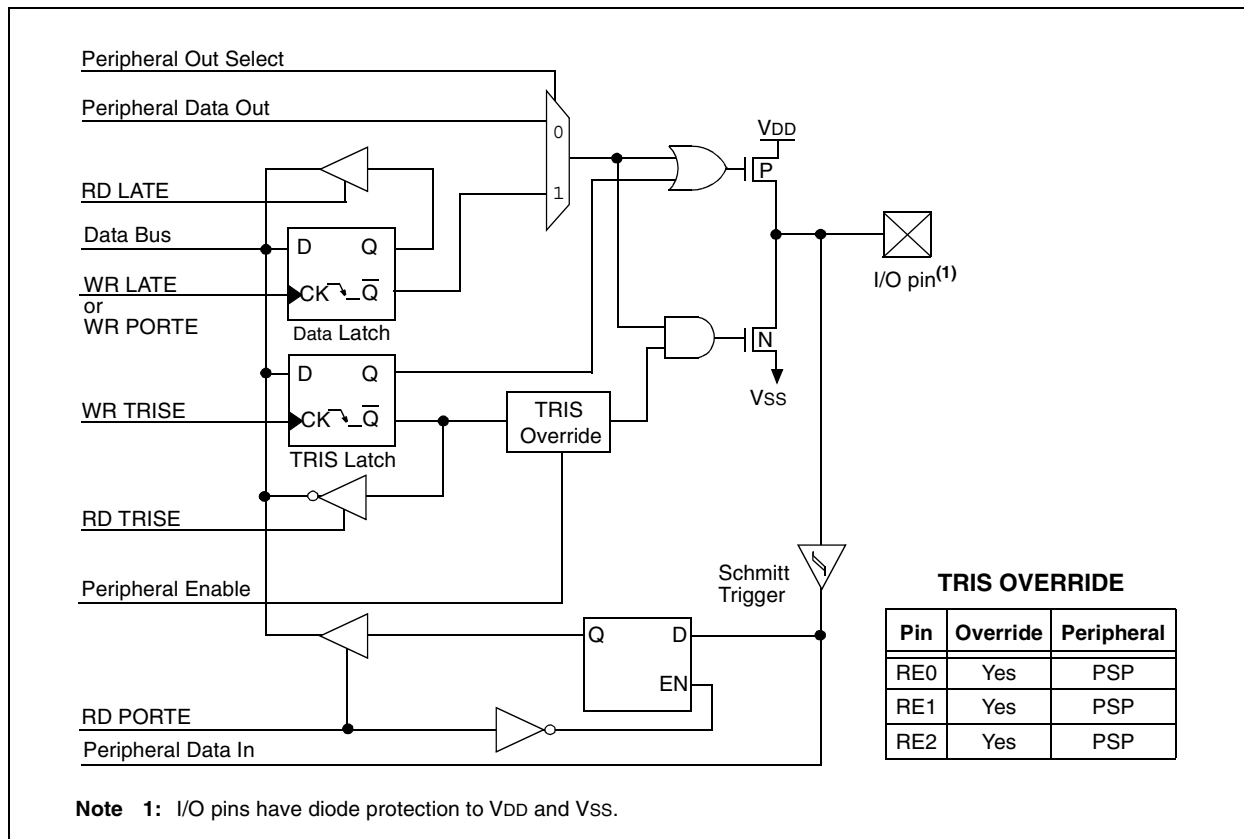 Peripheral Out Select
Peripheral Data Out
0
1
VDD
P
RD LATE
Data Bus
D Q
WR LATE
or
WR PORTE
CK Q̅
Data Latch
I/O pin(1)
N
VSS
D Q
WR TRISE
CK Q̅
TRIS Latch
TRIS
Override
RD TRISE
Peripheral Enable
Schmitt
Trigger
Q D
EN
RD PORTE
Peripheral Data In
TRIS OVERRIDE
Pin Override Peripheral
RE0 Yes PSP
RE1 Yes PSP
RE2 Yes PSP
Note 1: I/O pins have diode protection to VDD and VSS.